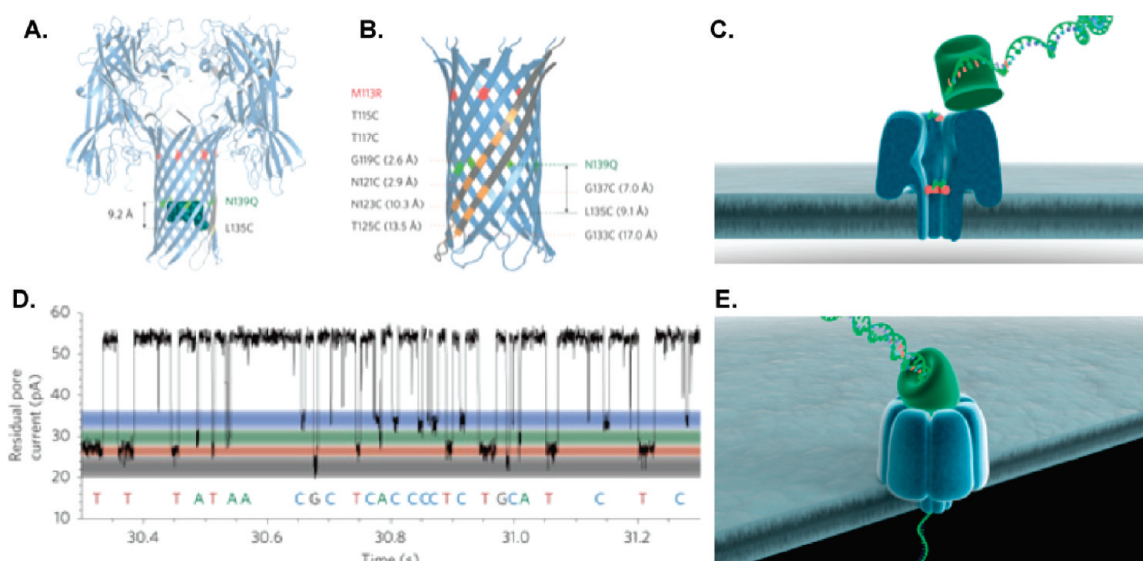 A.
9.2 Å
N139Q
L135C
B.
M113R
T115C
T117C
G119C (2.6 Å)
N121C (2.9 Å)
N123C (10.3 Å)
T125C (13.5 Å)
N139Q
G137C (7.0 Å)
L135C (9.1 Å)
G133C (17.0 Å)
C.
D.
Residual pore
current (pA)
60
50
40
30
20
10
T T T A T A A C G C T C A C C C C T C T G C A T C T C
30.4 30.6 30.8 31.0 31.2
Time (s)
E.